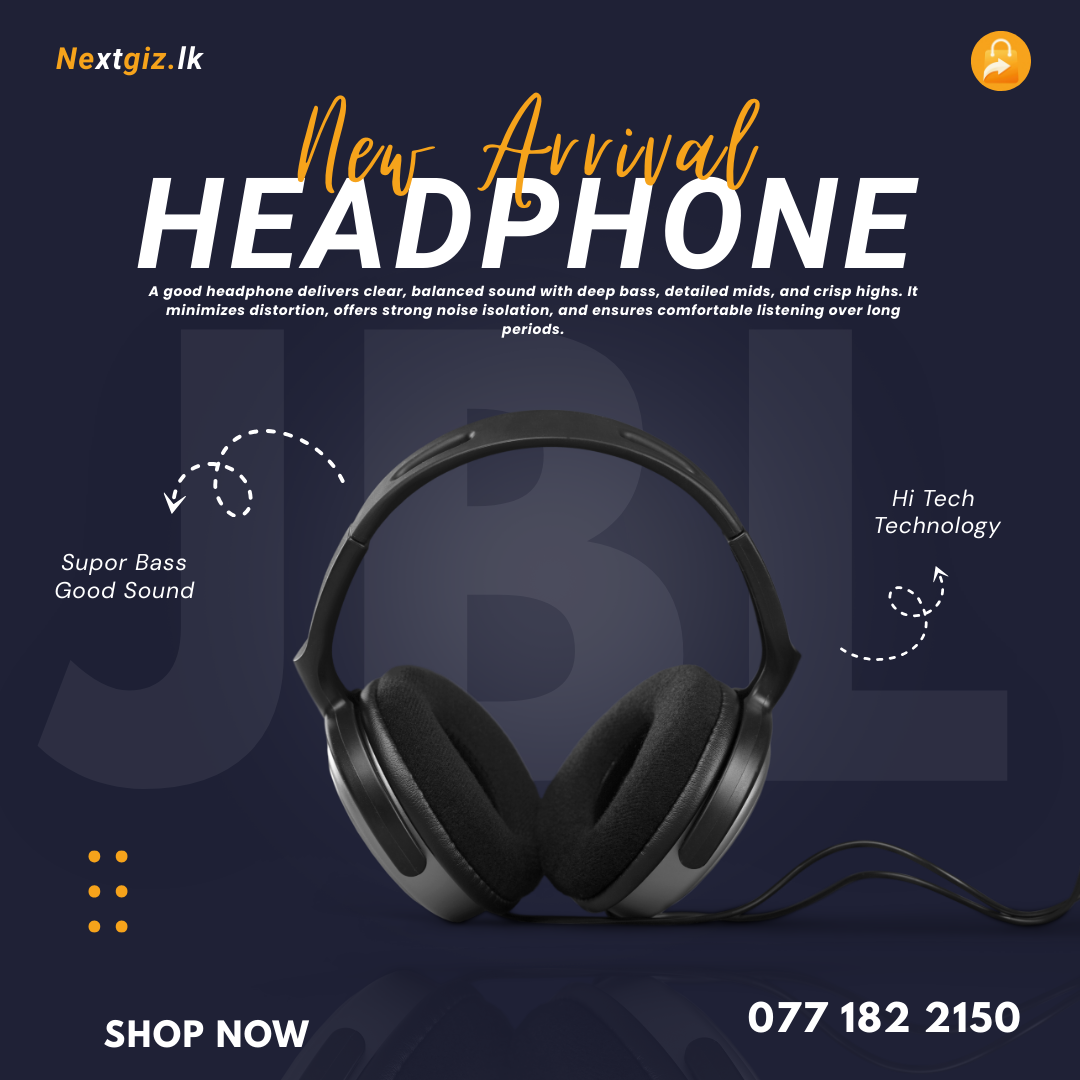 Nextgiz.lk
New Arrival
HEADPHONE
A good headphone delivers clear, balanced sound with deep bass, detailed mids, and crisp highs. It
minimizes distortion, offers strong noise isolation, and ensures comfortable listening over long
periods.
JBL
Hi Tech
Technology
Supor Bass
Good Sound
SHOP NOW
077 182 2150